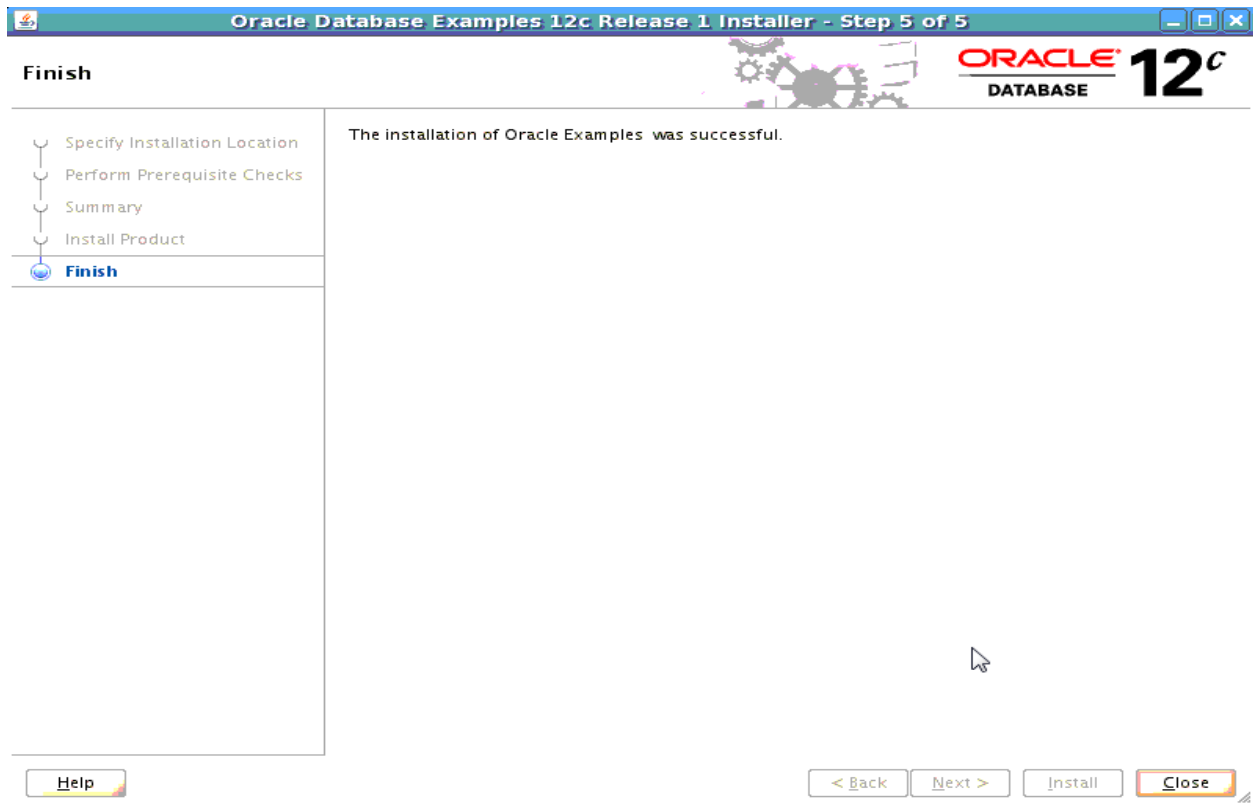 Oracle Database Examples 12c Release 1 Installer - Step 5 of 5
Finish
ORACLE
DATABASE
12c
Specify Installation Location
Perform Prerequisite Checks
Summary
Install Product
Finish
The installation of Oracle Examples was successful.
Help
< Back
Next >
Install
Close